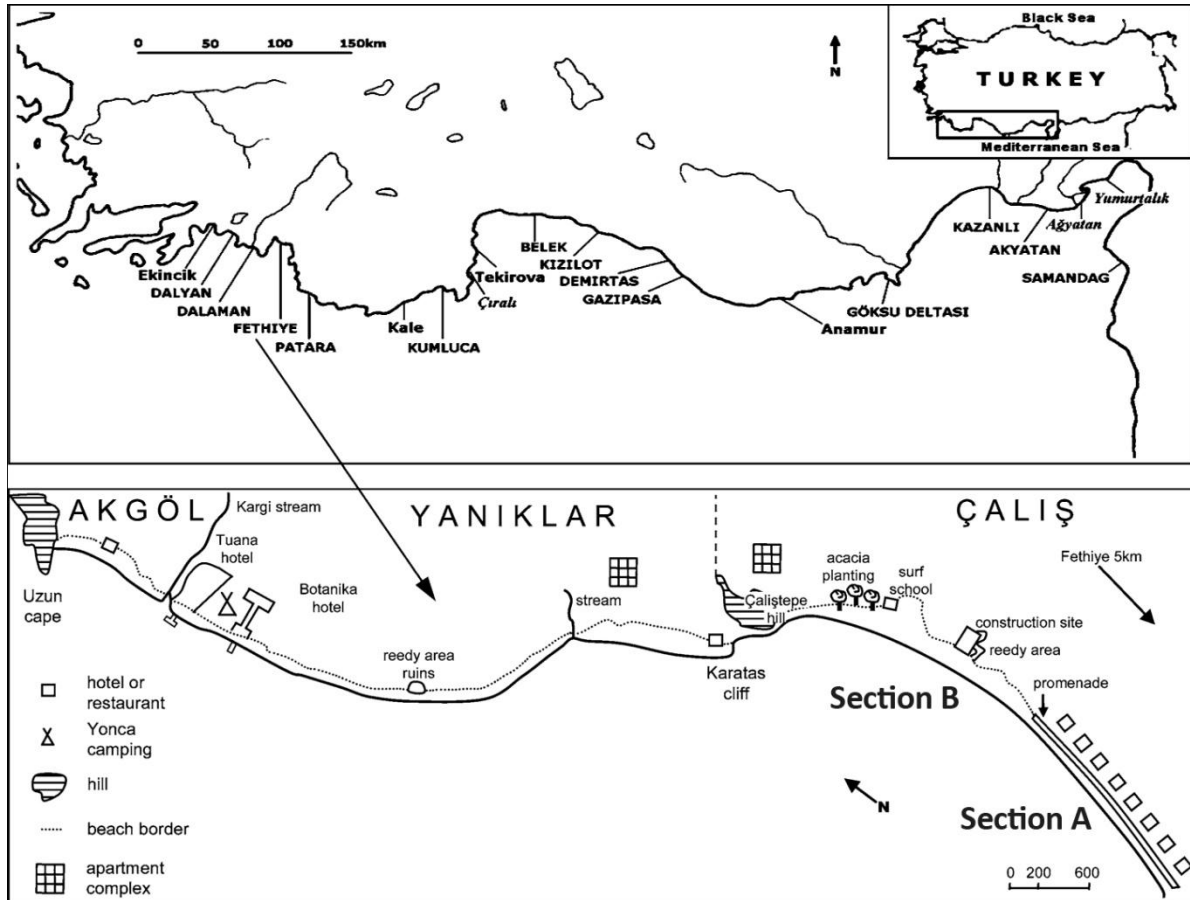 0 50 100 150km
N
Black Sea
TURKEY
Mediterranean Sea
Ekincik
DALYAN
DALAMAN
FETHIYE
PATARA
Kale
KUMLUCA
Tekirova
Çıralı
BELEK
KIZILOT
DEMIRTAS
GAZIPASA
Anamur
GÖKSU DELTASI
KAZANLI
AKYATAN
Ağyatan
Yumurtalık
SAMANDAG
AKGÖL
YANIKLAR
ÇALIŞ
Kargi stream
Tuana
hotel
Botanika
hotel
Uzun
cape
reedy area
ruins
stream
Çaliştepe
hill
Karatas
cliff
acacia
planting
surf
school
Fethiye 5km
construction site
reedy area
promenade
Section B
Section A
hotel or
restaurant
Yonca
camping
hill
beach border
apartment
complex
N
0 200 600